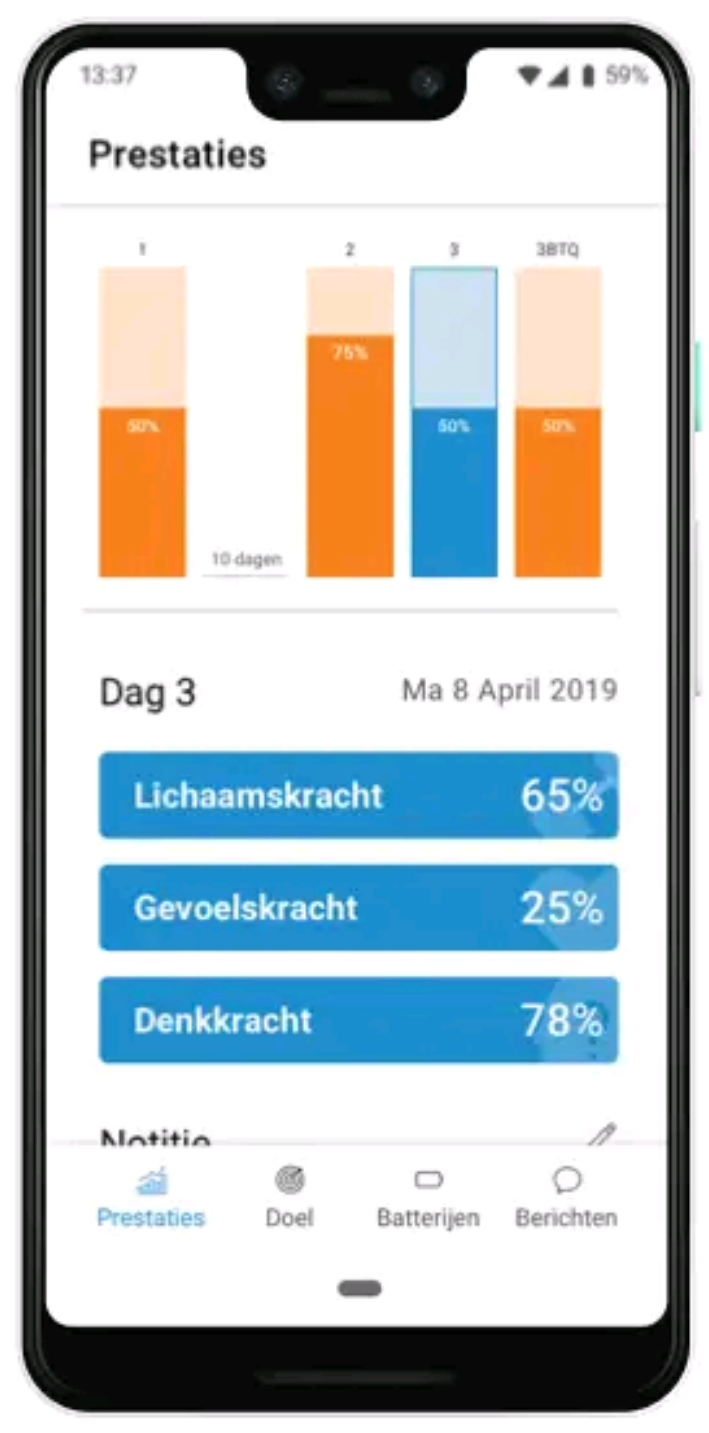 13:37 59%
Prestaties
1 2 3 3BTQ
75%
50% 50% 50%
10 dagen
Dag 3 Ma 8 April 2019
Lichaamskracht 65%
Gevoelskracht 25%
Denkkracht 78%
Notitie
Prestaties Doel Batterijen Berichten